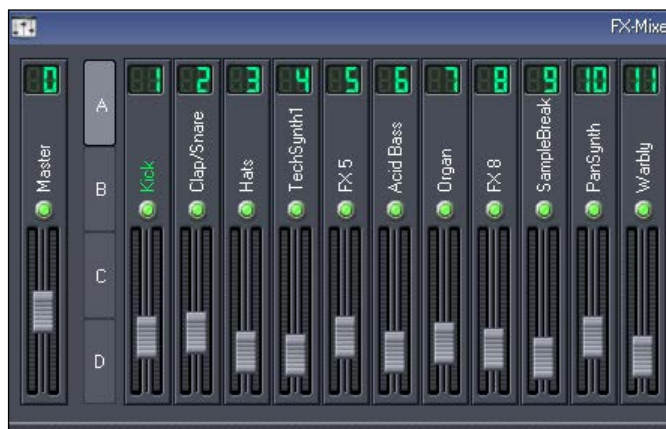 FX-Mixe
0 1 2 3 4 5 6 7 8 9 10 11
Master
A
B
C
D
Kick
Clap/Snare
Hats
TechSynth1
FX 5
Acid Bass
Organ
FX 8
SampleBreak
PanSynth
Warbly